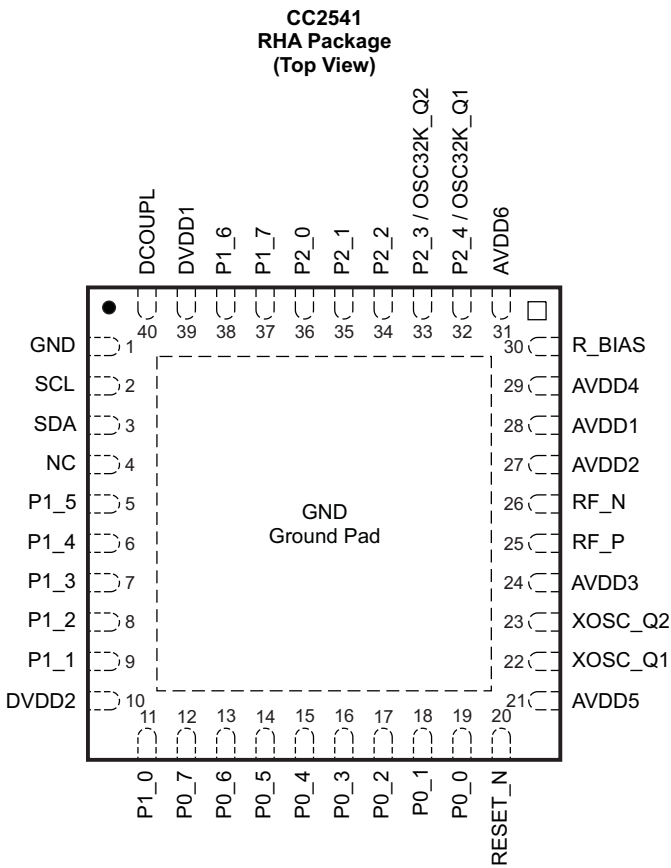 CC2541
RHA Package
(Top View)
DCOUPL
DVDD1
P1_6
P1_7
P2_0
P2_1
P2_2
P2_3 / OSC32K_Q2
P2_4 / OSC32K_Q1
AVDD6
40 39 38 37 36 35 34 33 32 31
GND 1
SCL 2
SDA 3
NC 4
P1_5 5
P1_4 6
P1_3 7
P1_2 8
P1_1 9
DVDD2 10
GND
Ground Pad
30 R_BIAS
29 AVDD4
28 AVDD1
27 AVDD2
26 RF_N
25 RF_P
24 AVDD3
23 XOSC_Q2
22 XOSC_Q1
21 AVDD5
11 12 13 14 15 16 17 18 19 20
P1_0
P0_7
P0_6
P0_5
P0_4
P0_3
P0_2
P0_1
P0_0
RESET_N